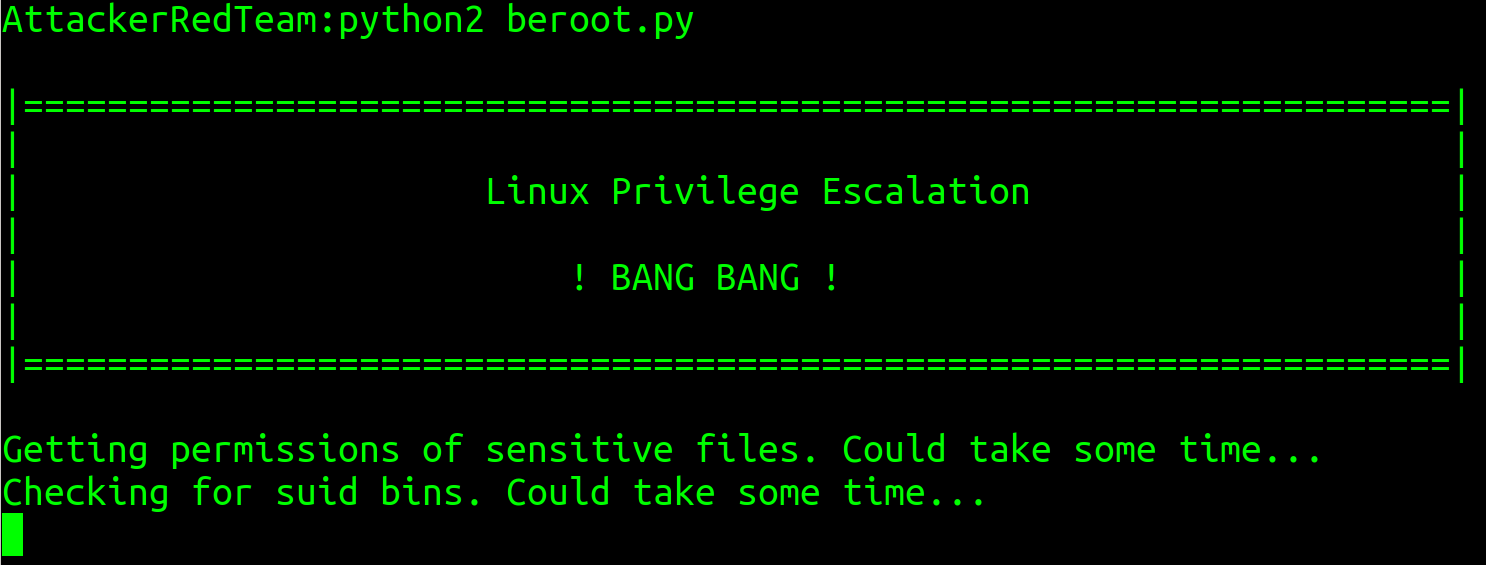 AttackerRedTeam:python2 beroot.py
|====================================================================|
| |
| Linux Privilege Escalation |
| |
| ! BANG BANG ! |
| |
|====================================================================|
Getting permissions of sensitive files. Could take some time...
Checking for suid bins. Could take some time...